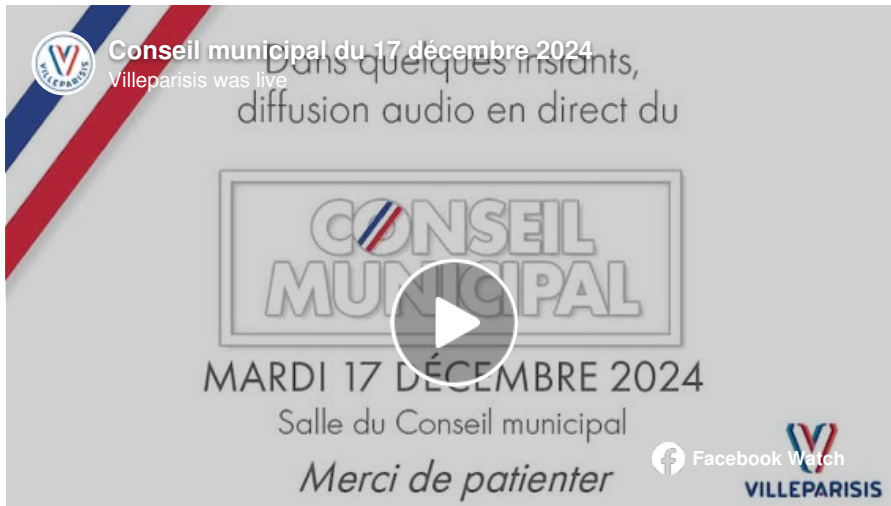 Conseil municipal du 17 décembre 2024
Villeparisis was live
VILLEPARISIS
Dans quelques instants,
diffusion audio en direct du
CONSEIL
MUNICIPAL
MARDI 17 DÉCEMBRE 2024
Salle du Conseil municipal
Merci de patienter
Facebook Watch
VILLEPARISIS